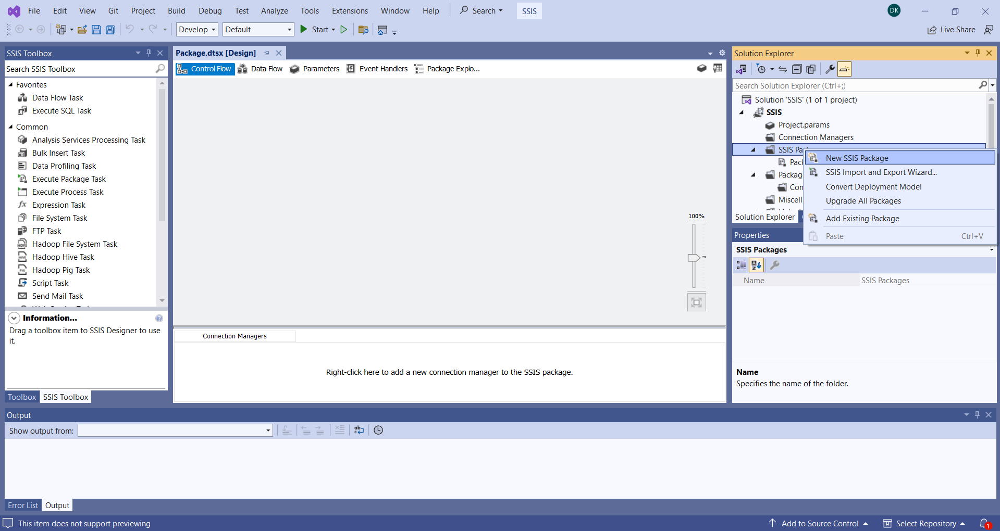 File Edit View Git Project Build Debug Test Analyze Tools Extensions Window Help Search SSIS DK
Develop Default Start Live Share
SSIS Toolbox
Search SSIS Toolbox
Favorites
Data Flow Task
Execute SQL Task
Common
Analysis Services Processing Task
Bulk Insert Task
Data Profiling Task
Execute Package Task
Execute Process Task
Expression Task
File System Task
FTP Task
Hadoop File System Task
Hadoop Hive Task
Hadoop Pig Task
Script Task
Send Mail Task
Information...
Drag a toolbox item to SSIS Designer to use
it.
Toolbox SSIS Toolbox
Package.dtsx [Design]
Control Flow Data Flow Parameters Event Handlers Package Explo...
100%
Connection Managers
Right-click here to add a new connection manager to the SSIS package.
Solution Explorer
Search Solution Explorer (Ctrl+;)
Solution 'SSIS' (1 of 1 project)
SSIS
Project.params
Connection Managers
SSIS Pac
Pack
Packag
Con
Miscell
Solution Explorer
New SSIS Package
SSIS Import and Export Wizard...
Convert Deployment Model
Upgrade All Packages
Add Existing Package
Paste Ctrl+V
Properties
SSIS Packages
Name SSIS Packages
Name
Specifies the name of the folder.
Output
Show output from:
Error List Output
This item does not support previewing Add to Source Control Select Repository 1